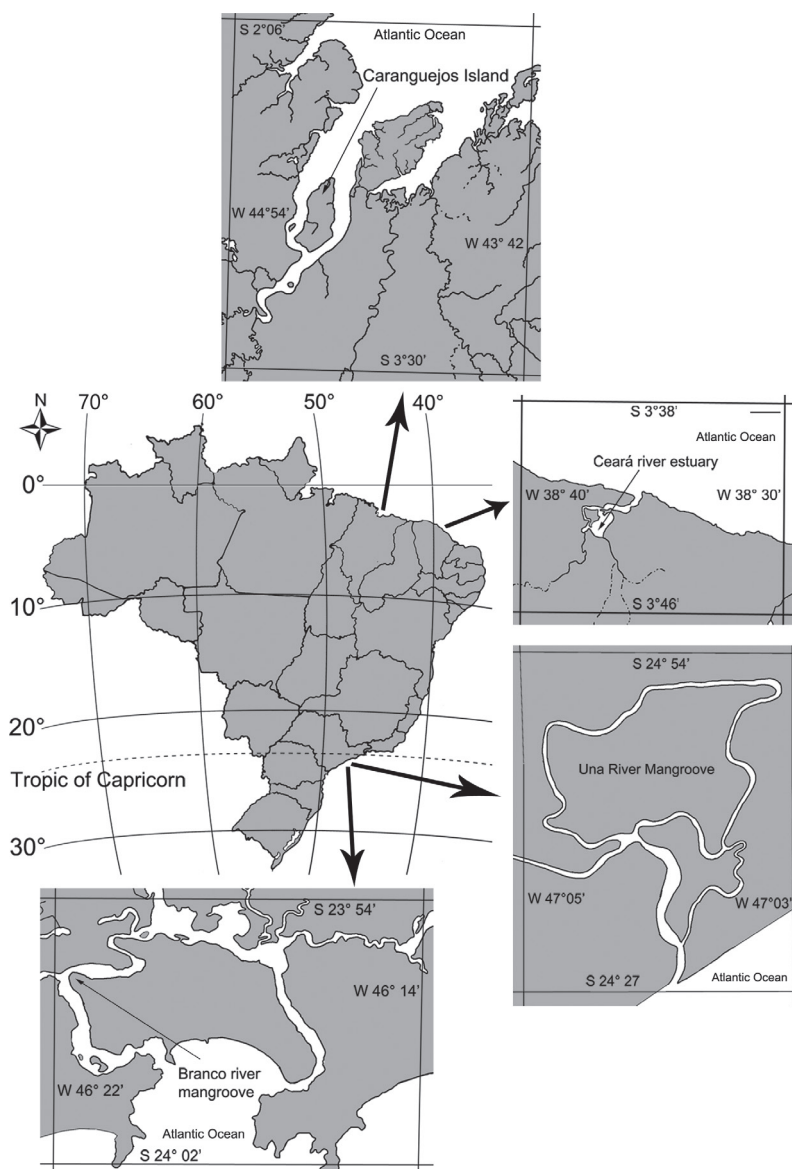 S 2°06'
Atlantic Ocean
Caranguejos Island
W 44°54'
W 43° 42
S 3°30'
N
70°
60°
50°
40°
0°
10°
20°
Tropic of Capricorn
30°
S 3°38'
Atlantic Ocean
Ceará river estuary
W 38° 40'
W 38° 30'
S 3°46'
S 24° 54'
Una River Mangroove
W 47°05'
W 47°03'
S 24° 27
Atlantic Ocean
S 23° 54'
W 46° 14'
Branco river
mangroove
W 46° 22'
Atlantic Ocean
S 24° 02'